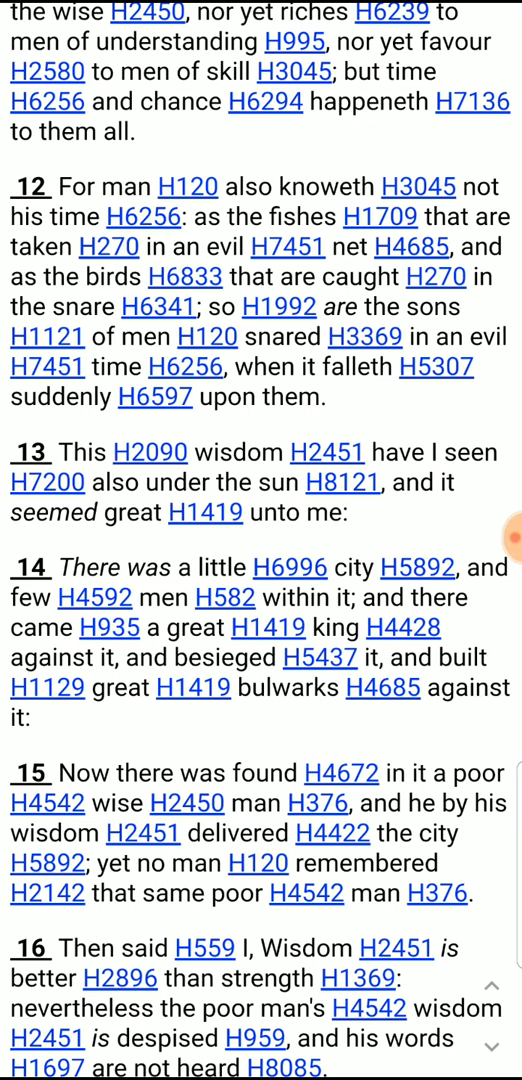 the wise H2450, nor yet riches H6239 to
men of understanding H995, nor yet favour
H2580 to men of skill H3045; but time
H6256 and chance H6294 happeneth H7136
to them all.
12 For man H120 also knoweth H3045 not
his time H6256: as the fishes H1709 that are
taken H270 in an evil H7451 net H4685, and
as the birds H6833 that are caught H270 in
the snare H6341; so H1992 are the sons
H1121 of men H120 snared H3369 in an evil
H7451 time H6256, when it falleth H5307
suddenly H6597 upon them.
13 This H2090 wisdom H2451 have I seen
H7200 also under the sun H8121, and it
seemed great H1419 unto me:
14 There was a little H6996 city H5892, and
few H4592 men H582 within it; and there
came H935 a great H1419 king H4428
against it, and besieged H5437 it, and built
H1129 great H1419 bulwarks H4685 against
it:
15 Now there was found H4672 in it a poor
H4542 wise H2450 man H376, and he by his
wisdom H2451 delivered H4422 the city
H5892; yet no man H120 remembered
H2142 that same poor H4542 man H376.
16 Then said H559 I, Wisdom H2451 is
better H2896 than strength H1369:
nevertheless the poor man's H4542 wisdom
H2451 is despised H959, and his words
H1697 are not heard H8085.